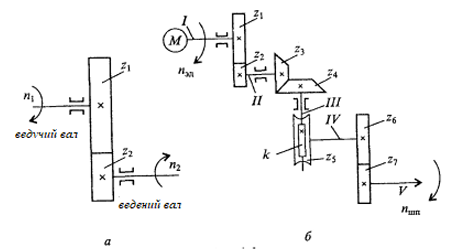 I
z₁
M
z₃
z₂
z₄
nэл
II
III
IV
z₆
k
z₅
z₇
V
nшп
z₁
n₁
ведучий вал
z₂
n₂
ведений вал
а
б